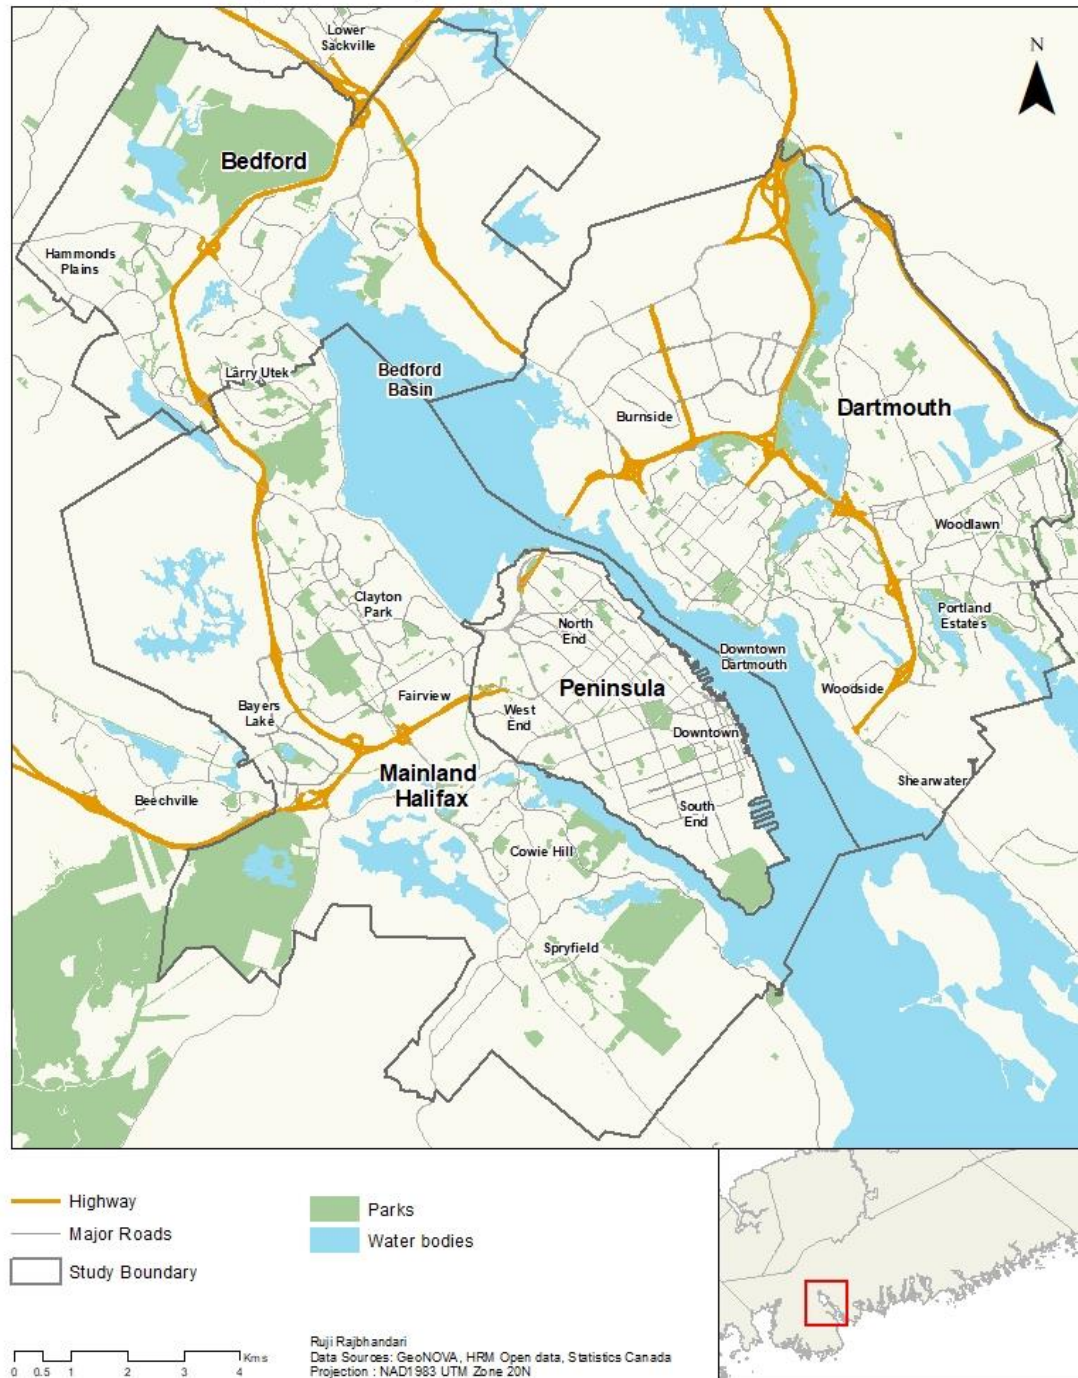 Lower
Sackville
N
Bedford
Hammonds
Plains
Larry Utek
Bedford
Basin
Burnside
Dartmouth
Woodlawn
Clayton
Park
North
End
Portland
Estates
Downtown
Dartmouth
Peninsula
Woodside
Fairview
West
End
Bayers
Lake
Downtown
Mainland
Halifax
Shearwater
Beechville
South
End
Cowie Hill
Spryfield
Highway
Major Roads
Study Boundary
Parks
Water bodies
0 0.5 1 2 3 4 Kms
Ruji Rajbhandari
Data Sources: GeoNOVA, HRM Open data, Statistics Canada
Projection : NAD1983 UTM Zone 20N